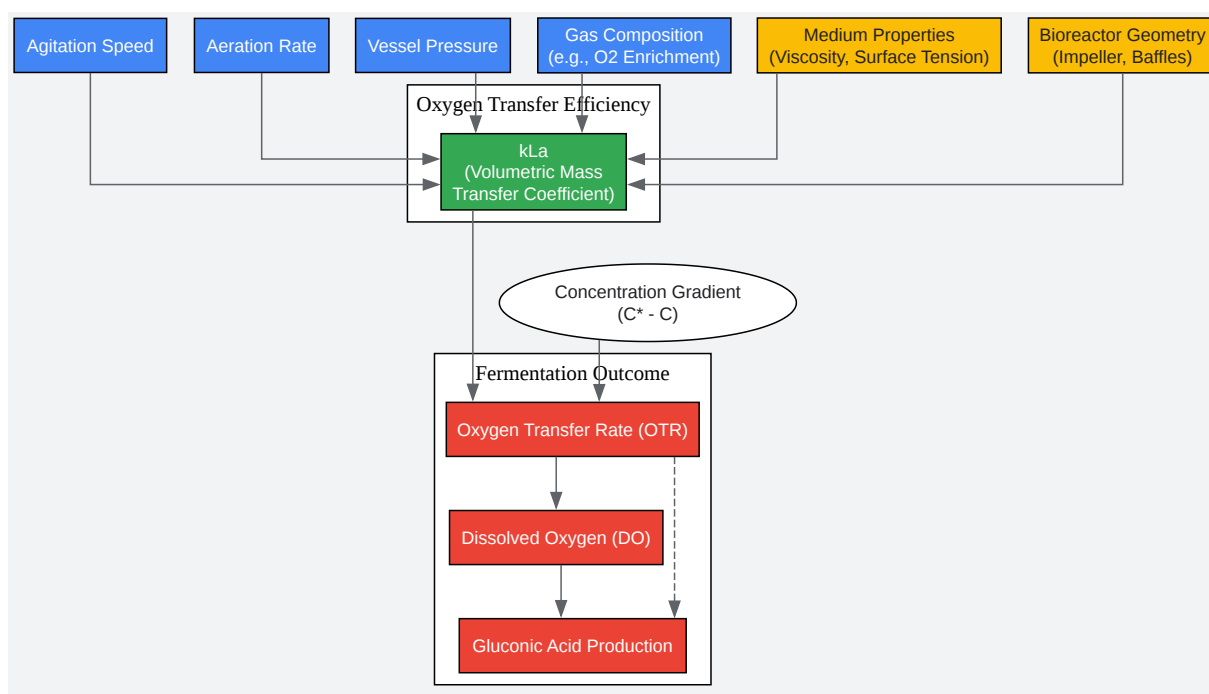 Agitation Speed
Aeration Rate
Vessel Pressure
Gas Composition
(e.g., O2 Enrichment)
Medium Properties
(Viscosity, Surface Tension)
Bioreactor Geometry
(Impeller, Baffles)
Oxygen Transfer Efficiency
kLa
(Volumetric Mass
Transfer Coefficient)
Concentration Gradient
(C* - C)
Fermentation Outcome
Oxygen Transfer Rate (OTR)
Dissolved Oxygen (DO)
Gluconic Acid Production